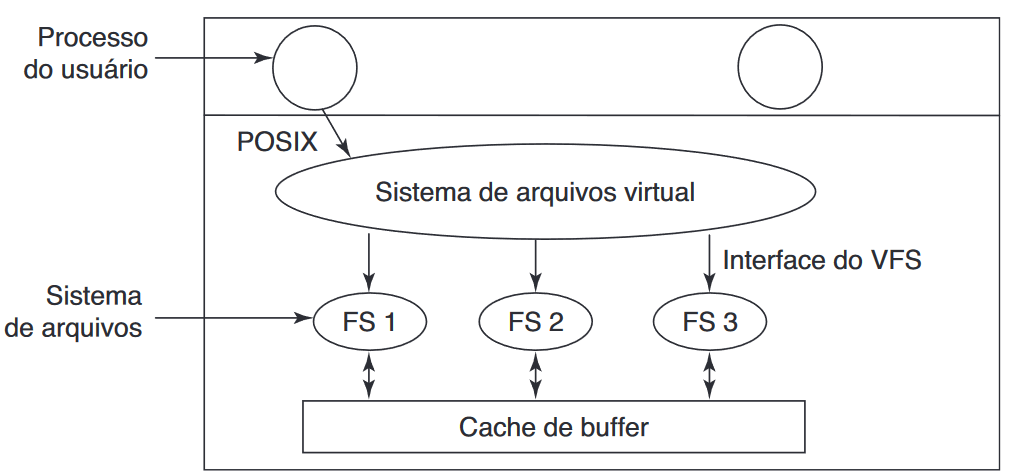 Processo
do usuário
POSIX
Sistema de arquivos virtual
Interface do VFS
Sistema
de arquivos
FS 1
FS 2
FS 3
Cache de buffer